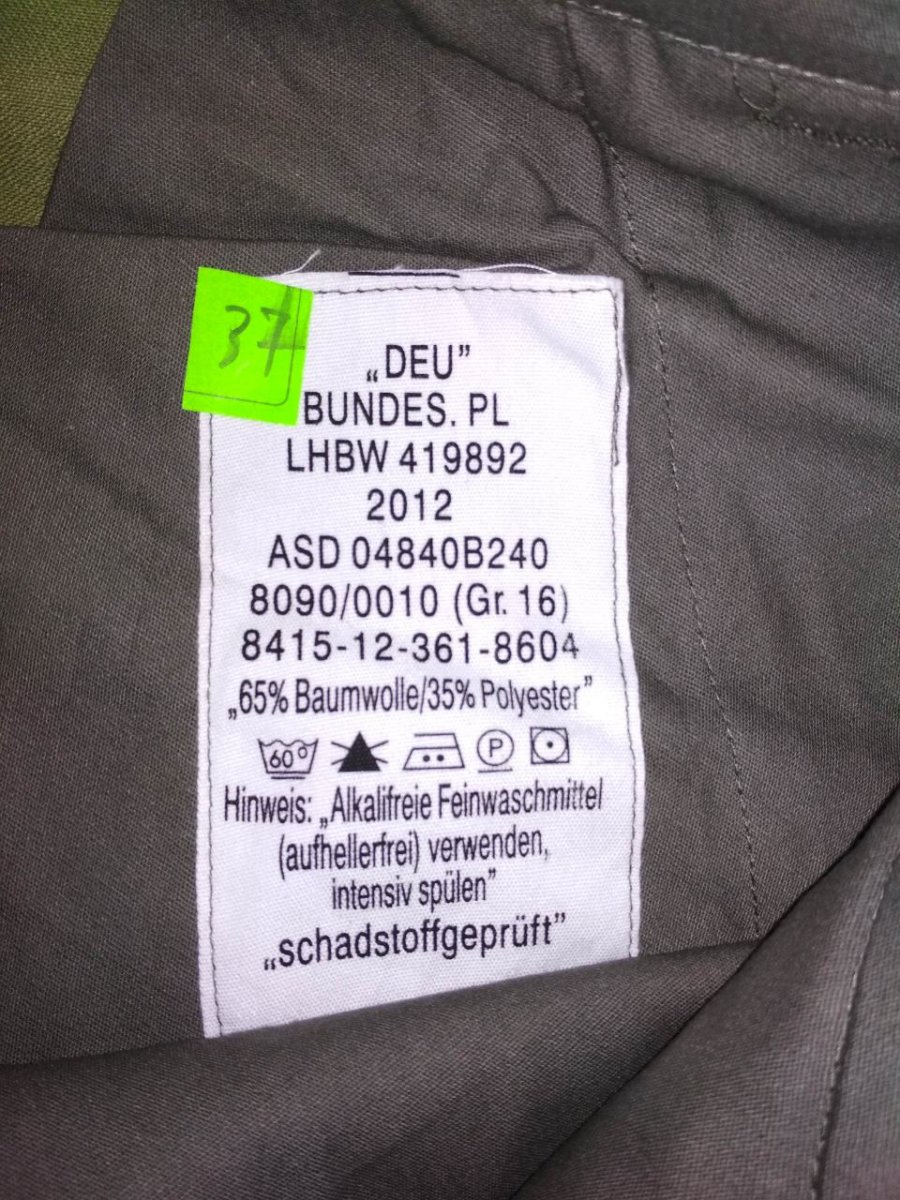 37
„DEU”
BUNDES. PL
LHBW 419892
2012
ASD 04840B240
8090/0010 (Gr. 16)
8415-12-361-8604
„65% Baumwolle/35% Polyester”
60° P
Hinweis: „Alkalifreie Feinwaschmittel
(aufhellerfrei) verwenden,
intensiv spülen”
„schadstoffgeprüft”